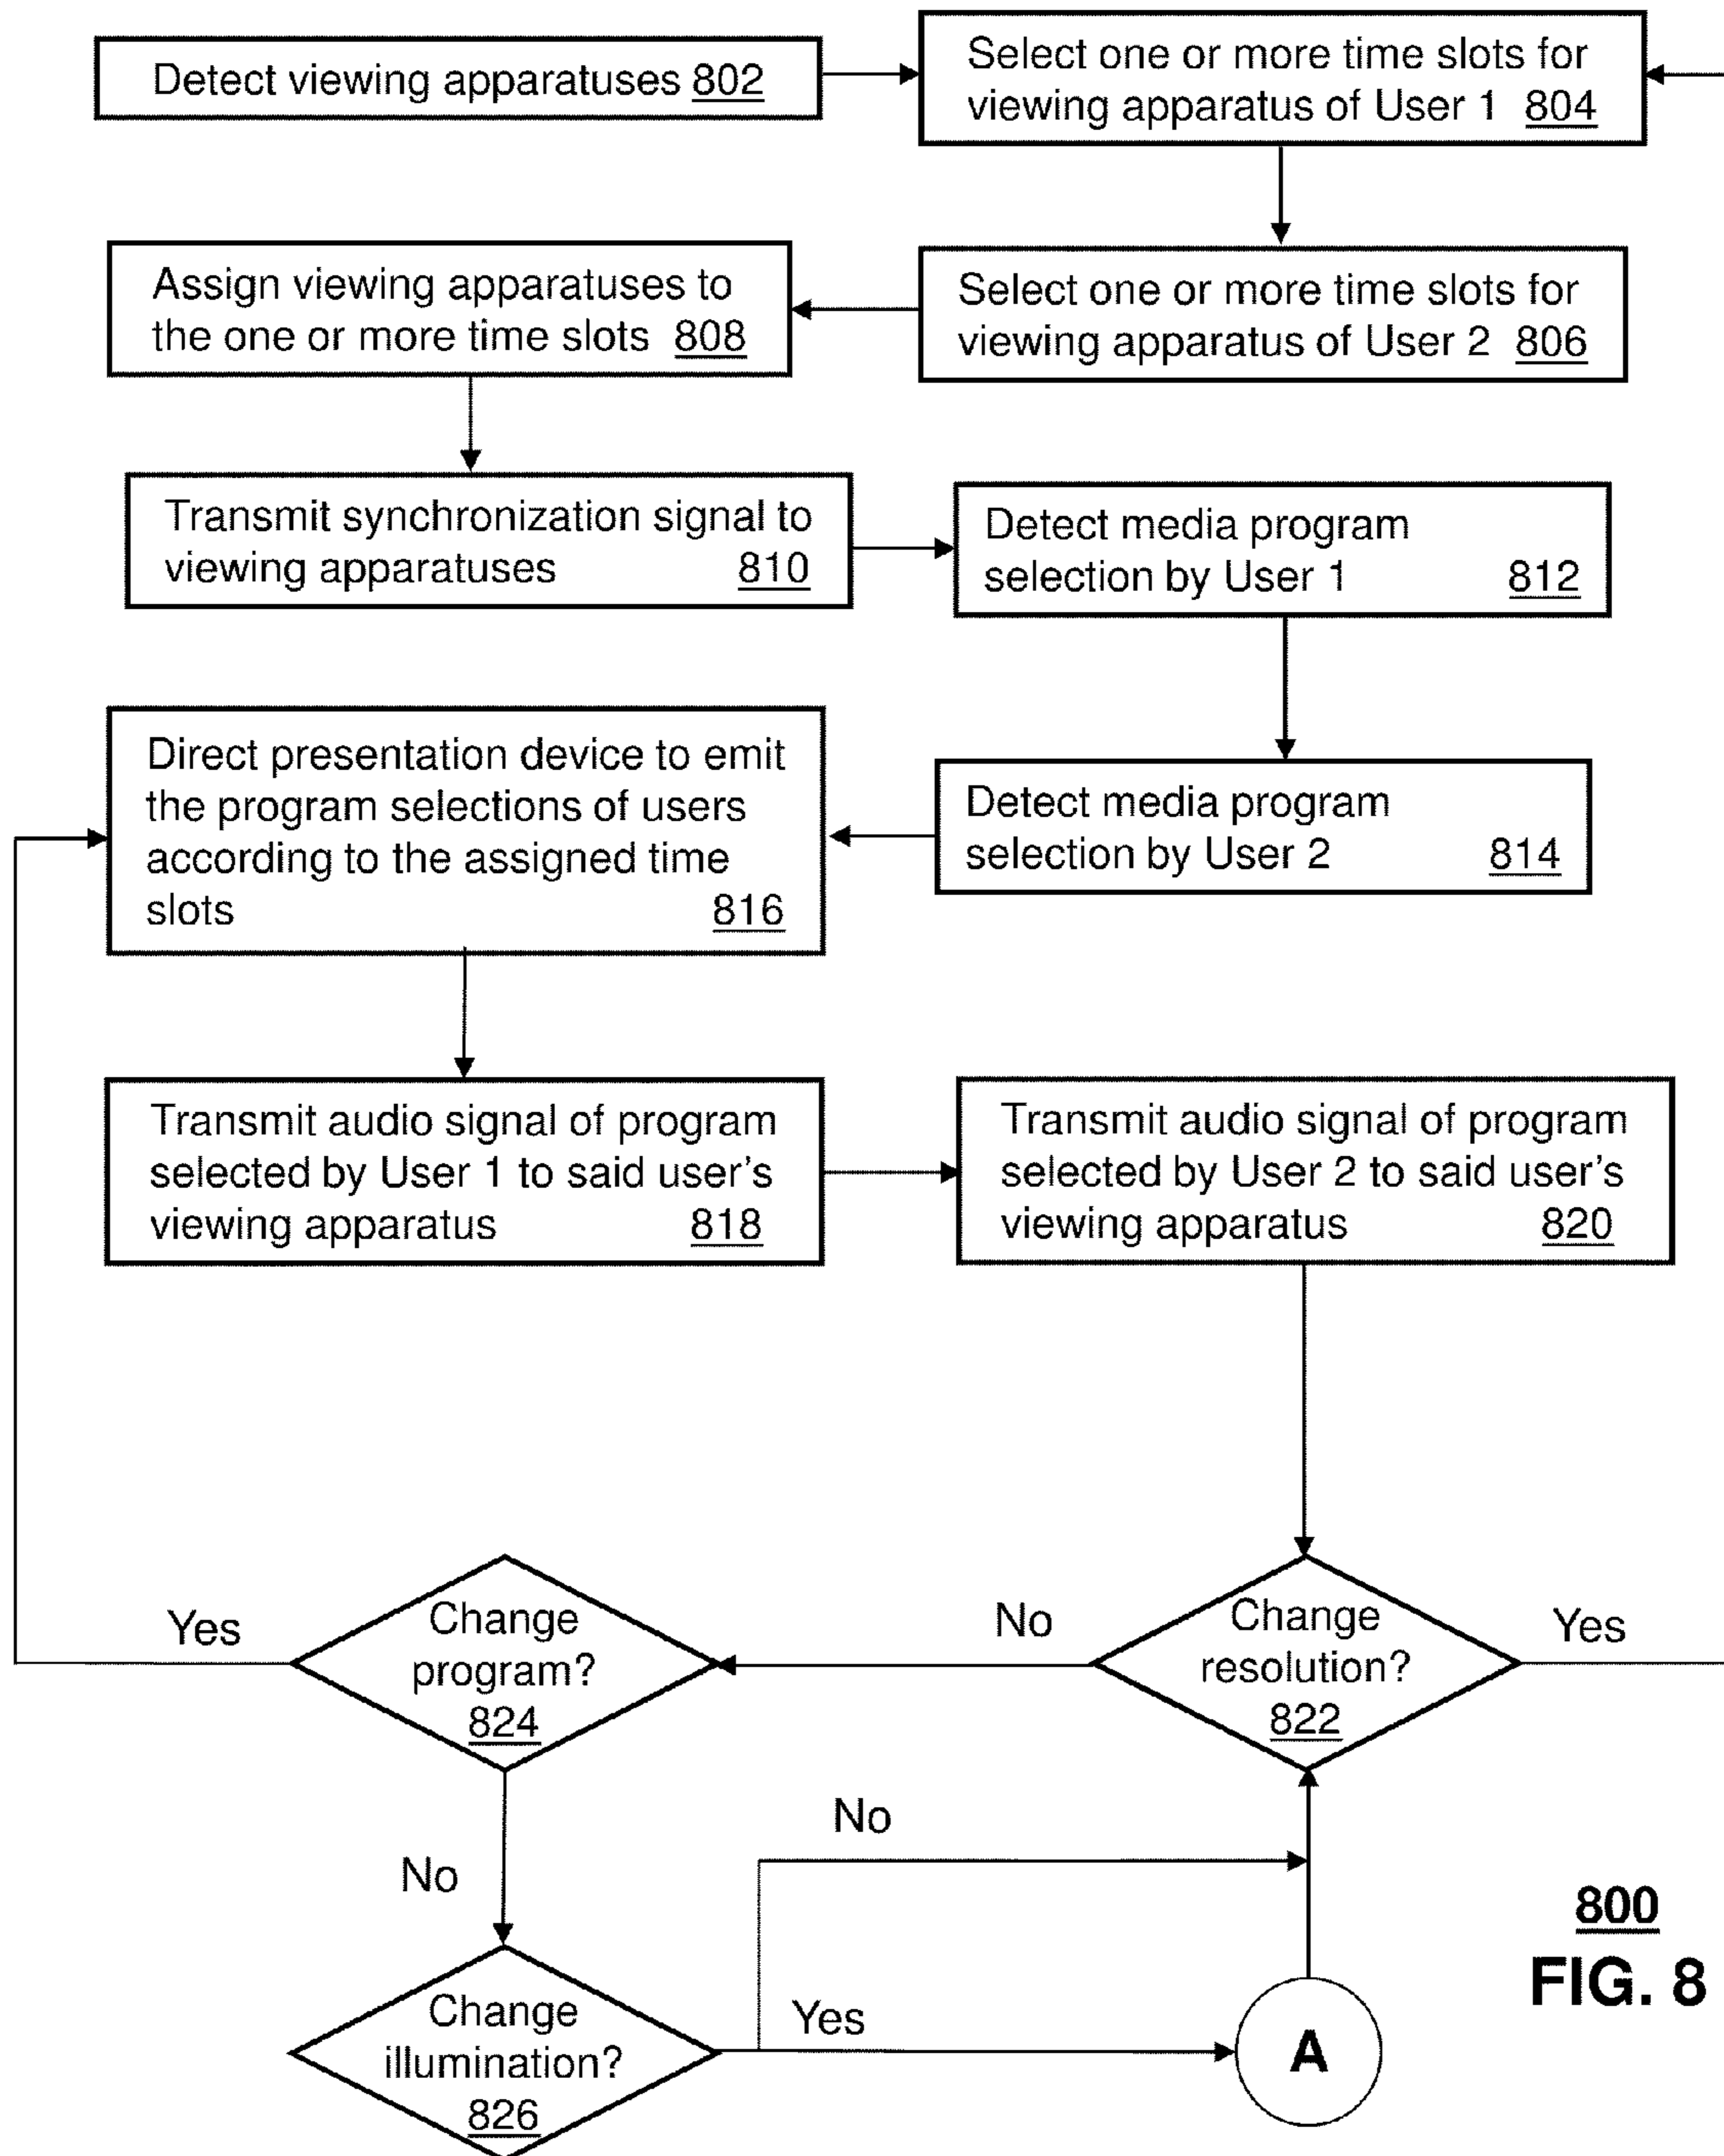 Detect viewing apparatuses 802
Select one or more time slots for
viewing apparatus of User 1 804
Assign viewing apparatuses to
the one or more time slots 808
Select one or more time slots for
viewing apparatus of User 2 806
Transmit synchronization signal to
viewing apparatuses 810
Detect media program
selection by User 1 812
Direct presentation device to emit
the program selections of users
according to the assigned time
slots 816
Detect media program
selection by User 2 814
Transmit audio signal of program
selected by User 1 to said user's
viewing apparatus 818
Transmit audio signal of program
selected by User 2 to said user's
viewing apparatus 820
Yes
Change
program?
824
No
Change
resolution?
822
Yes
No
No
Change
illumination?
826
Yes
A
800
FIG. 8